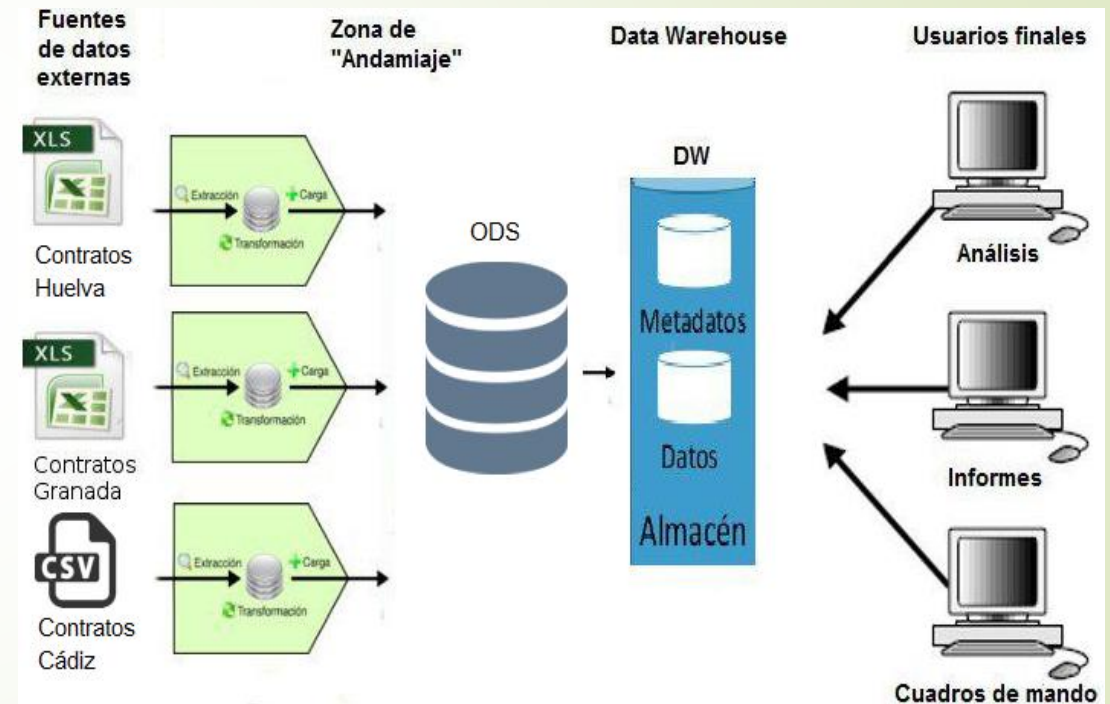 Fuentes
de datos
externas
Zona de
"Andamiaje"
Data Warehouse
Usuarios finales
XLS
Contratos
Huelva
Extracción
Carga
Transformación
XLS
Contratos
Granada
Extracción
Carga
Transformación
CSV
Contratos
Cádiz
Extracción
Carga
Transformación
ODS
DW
Metadatos
Datos
Almacén
Análisis
Informes
Cuadros de mando